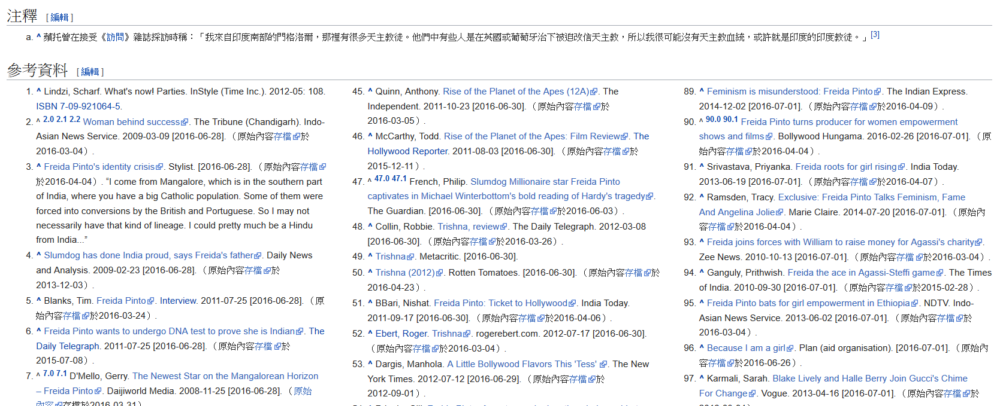 注釋 [ 編輯 ]
a. ^ 蘋托曾在接受《訪問》雜誌採訪時稱：「我來自印度南部的門格洛爾，那裡有很多天主教徒。他們中有些人是在英國或葡萄牙治下被迫改信天主教，所以我很可能沒有天主教血統，或許就是印度的印度教徒。」[3]
參考資料 [ 編輯 ]
1. ^ Lindzi, Scharf. What's now! Parties. InStyle (Time Inc.). 2012-05: 108.
ISBN 7-09-921064-5.
2. ^ 2.0 2.1 2.2 Woman behind success. The Tribune (Chandigarh). Indo-
Asian News Service. 2009-03-09 [2016-06-28]. （原始內容存檔於
2016-03-04）.
3. ^ Freida Pinto's identity crisis. Stylist. [2016-06-28]. （原始內容存檔
於2016-04-04）. “I come from Mangalore, which is in the southern part
of India, where you have a big Catholic population. Some of them were
forced into conversions by the British and Portuguese. So I may not
necessarily have that kind of lineage. I could pretty much be a Hindu
from India...”
4. ^ Slumdog has done India proud, says Freida's father. Daily News
and Analysis. 2009-02-23 [2016-06-28]. （原始內容存檔於
2013-12-03）.
5. ^ Blanks, Tim. Freida Pinto. Interview. 2011-07-25 [2016-06-28]. （原
始內容存檔於2016-03-24）.
6. ^ Freida Pinto wants to undergo DNA test to prove she is Indian. The
Daily Telegraph. 2011-07-25 [2016-06-28]. （原始內容存檔於
2015-07-08）.
7. ^ 7.0 7.1 D'Mello, Gerry. The Newest Star on the Mangalorean Horizon
– Freida Pinto. Daijiworld Media. 2008-11-25 [2016-06-28]. （原始
內容存檔於2016-03-31）
45. ^ Quinn, Anthony. Rise of the Planet of the Apes (12A). The
Independent. 2011-10-23 [2016-06-30]. （原始內容存檔於
2016-03-05）.
46. ^ McCarthy, Todd. Rise of the Planet of the Apes: Film Review. The
Hollywood Reporter. 2011-08-03 [2016-06-30]. （原始內容存檔於
2015-12-11）.
47. ^ 47.0 47.1 French, Philip. Slumdog Millionaire star Freida Pinto
captivates in Michael Winterbottom's bold reading of Hardy's tragedy.
The Guardian. [2016-06-30]. （原始內容存檔於2016-06-03）.
48. ^ Collin, Robbie. Trishna, review. The Daily Telegraph. 2012-03-08
[2016-06-30]. （原始內容存檔於2016-03-26）.
49. ^ Trishna. Metacritic. [2016-06-30].
50. ^ Trishna (2012). Rotten Tomatoes. [2016-06-30]. （原始內容存檔於
2016-04-23）.
51. ^ BBari, Nishat. Freida Pinto: Ticket to Hollywood. India Today.
2011-09-17 [2016-06-30]. （原始內容存檔於2016-04-06）.
52. ^ Ebert, Roger. Trishna. rogerebert.com. 2012-07-17 [2016-06-30].
（原始內容存檔於2016-03-04）.
53. ^ Dargis, Manhola. A Little Bollywood Flavors This 'Tess'. The New
York Times. 2012-07-12 [2016-06-29]. （原始內容存檔於
2012-09-01）.
89. ^ Feminism is misunderstood: Freida Pinto. The Indian Express.
2014-12-02 [2016-07-01]. （原始內容存檔於2016-04-09）.
90. ^ 90.0 90.1 Freida Pinto turns producer for women empowerment
shows and films. Bollywood Hungama. 2016-02-26 [2016-07-01]. （原
始內容存檔於2016-04-04）.
91. ^ Srivastava, Priyanka. Freida roots for girl rising. India Today.
2013-06-19 [2016-07-01]. （原始內容存檔於2016-04-07）.
92. ^ Ramsden, Tracy. Exclusive: Freida Pinto Talks Feminism, Fame
And Angelina Jolie. Marie Claire. 2014-07-20 [2016-07-01]. （原始內
容存檔於2016-04-04）.
93. ^ Freida joins forces with William to raise money for Agassi's charity.
Zee News. 2010-10-13 [2016-07-01]. （原始內容存檔於2016-03-04）.
94. ^ Ganguly, Prithwish. Freida the ace in Agassi-Steffi game. The Times
of India. 2010-09-30 [2016-07-01]. （原始內容存檔於2015-02-28）.
95. ^ Freida Pinto bats for girl empowerment in Ethiopia. NDTV. Indo-
Asian News Service. 2013-06-02 [2016-07-01]. （原始內容存檔於
2016-03-04）.
96. ^ Because I am a girl. Plan (aid organisation). [2016-07-01]. （原始內
容存檔於2016-06-26）.
97. ^ Karmali, Sarah. Blake Lively and Halle Berry Join Gucci's Chime
For Change. Vogue. 2013-04-16 [2016-07-01]. （原始內容存檔於